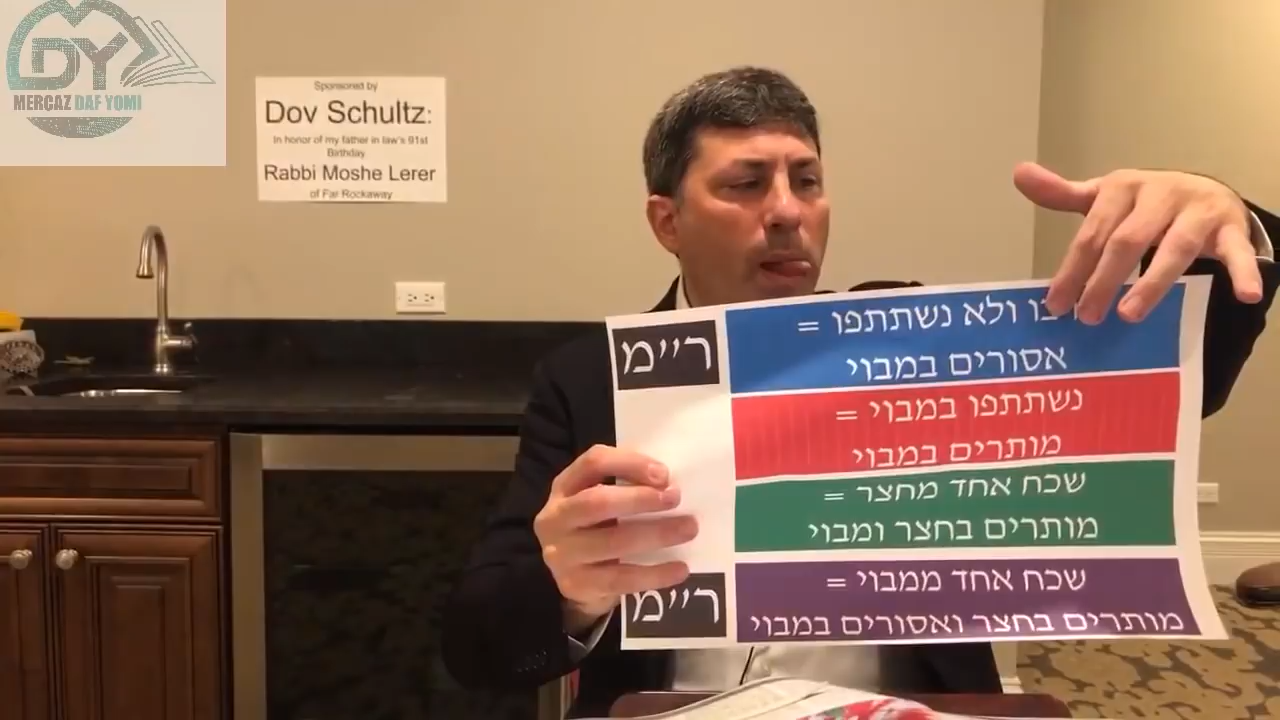 DY
MERCAZ DAF YOMI
Sponsored by
Dov Schultz:
In honor of my father in law's 91st
Birthday
Rabbi Moshe Lerer
of Far Rockaway
ולא נשתתפו =
אסורים במבוי
נשתתפו במבוי =
מותרים במבוי
שכח אחד מחצר =
מותרים בחצר ומבוי
שכח אחד ממבוי =
מותרים בחצר ואסורים במבוי
ר״מ
ר״מ